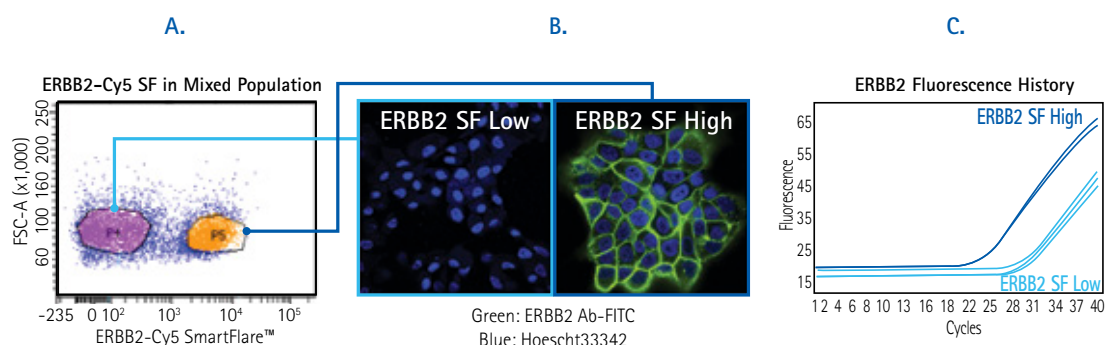 A.
B.
C.
ERBB2-Cy5 SF in Mixed Population
FSC-A (x1,000)
250
200
160
180
100
60
P4
P5
-235 0 10² 10³ 10⁴ 10⁵
ERBB2-Cy5 SmartFlare™
ERBB2 SF Low
ERBB2 SF High
Green: ERBB2 Ab-FITC
Blue: Hoescht33342
ERBB2 Fluorescence History
Fluorescence
65
55
45
35
25
15
ERBB2 SF High
ERBB2 SF Low
1 2 4 6 8 10 13 16 19 22 24 28 31 34 37 40
Cycles